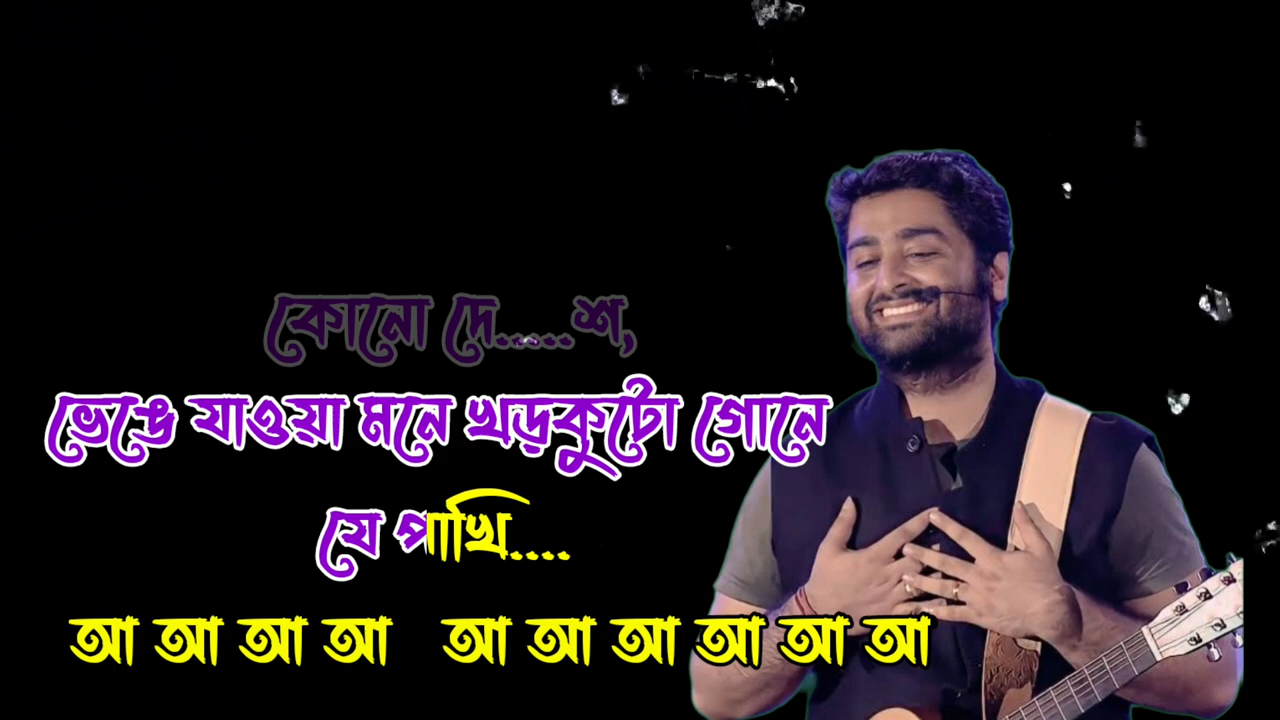 কোনো দে.....শ,
ভেঙে যাওয়া মনে খড়কুটো গোনে
যে পাখি....
আ আ আ আ আ আ আ আ আ আ